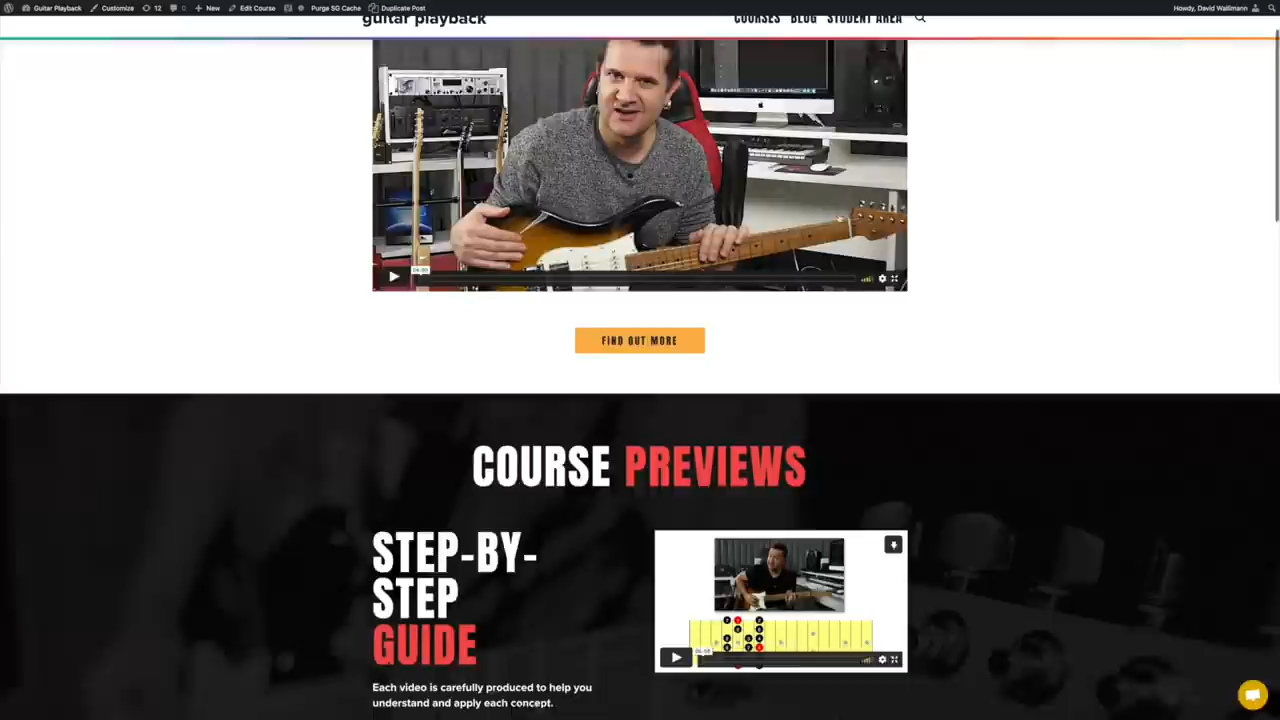 Guitar Playback Customize 12 0 New Edit Course Purge SG Cache Duplicate Post Howdy, David Wallimann
guitar playback COURSES BLOG STUDENT AREA
FIND OUT MORE
COURSE PREVIEWS
STEP-BY-
STEP
GUIDE
Each video is carefully produced to help you
understand and apply each concept.